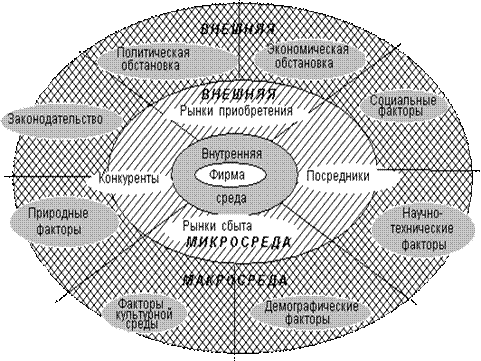 ВНЕШНЯЯ
Политическая
обстановка
Экономическая
обстановка
ВНЕШНЯЯ
Рынки приобретения
Социальные
факторы
Законодательство
Внутренняя
Фирма
среда
Конкуренты
Посредники
Природные
факторы
Рынки сбыта
МИКРОСРЕДА
Научно-
технические
факторы
МАКРОСРЕДА
Факторы
культурной
среды
Демографические
факторы